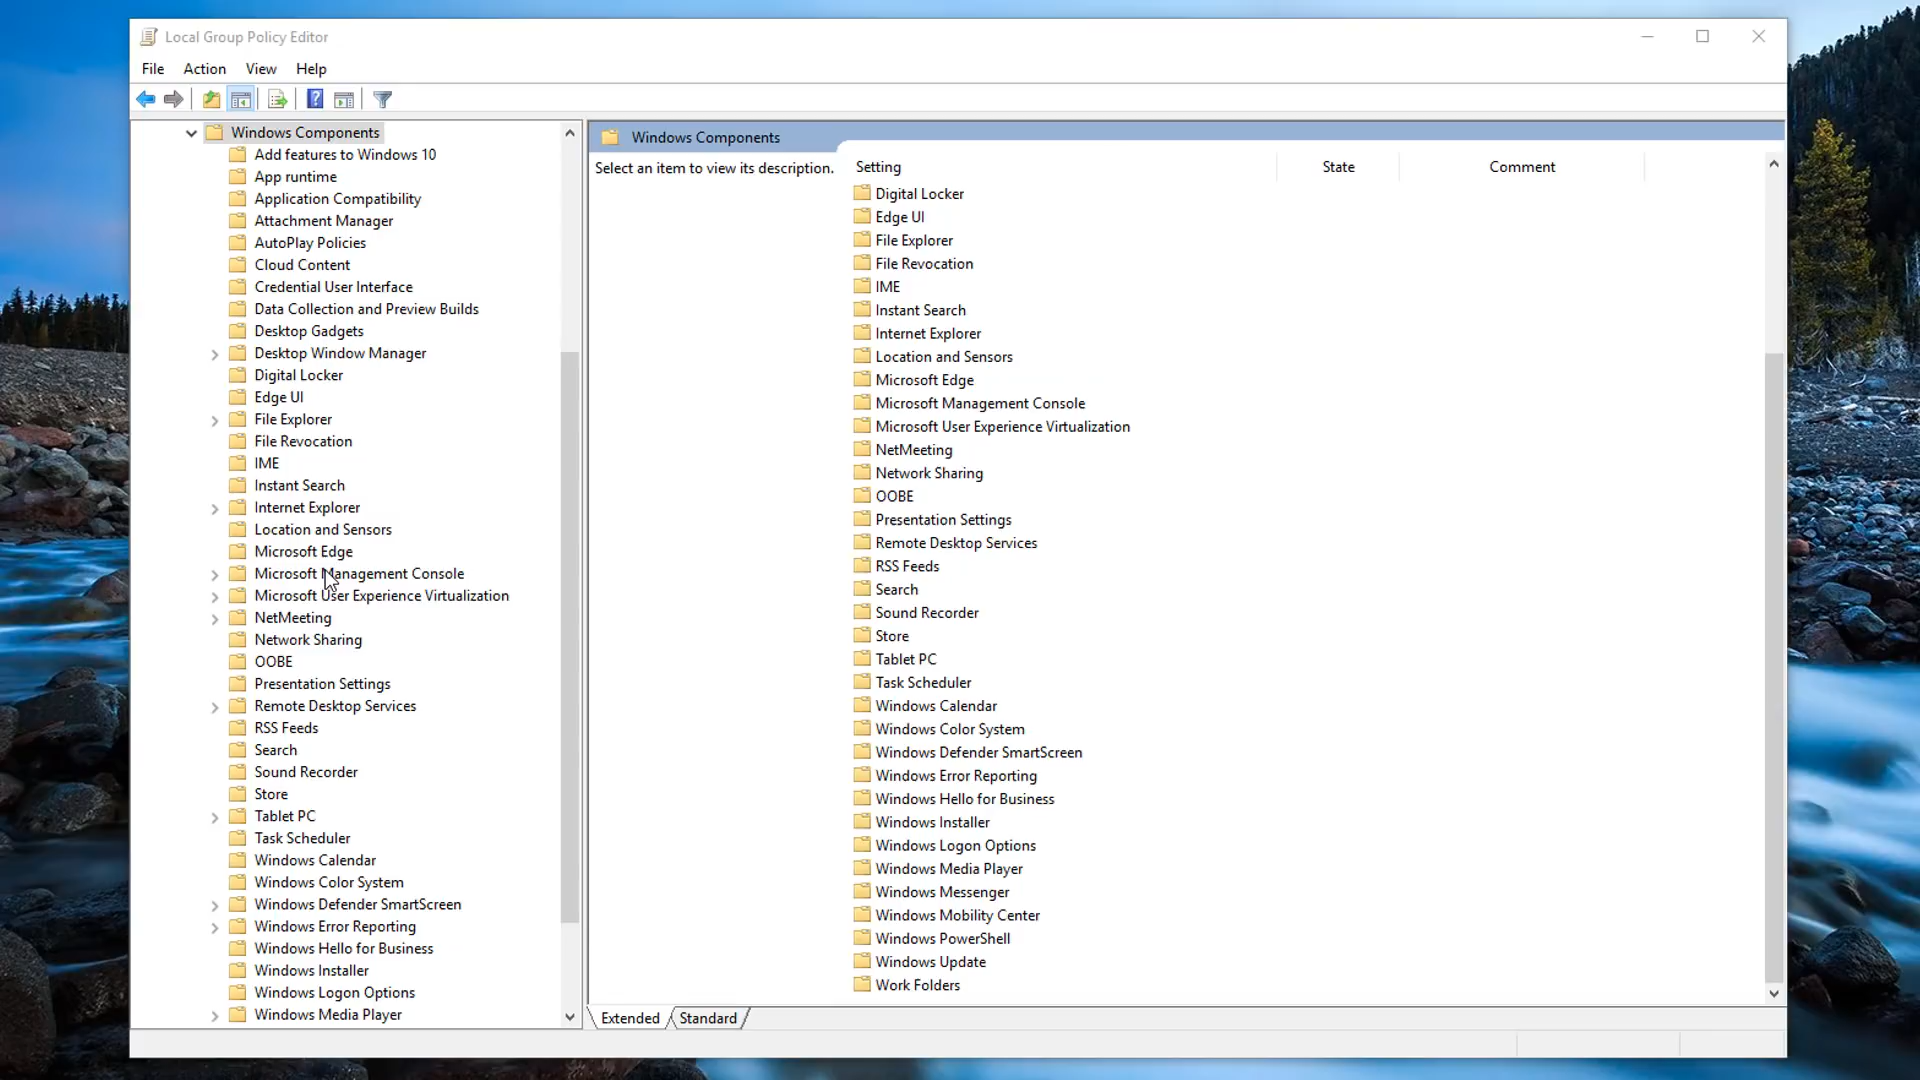 Local Group Policy Editor
File Action View Help
Windows Components
Add features to Windows 10
App runtime
Application Compatibility
Attachment Manager
AutoPlay Policies
Cloud Content
Credential User Interface
Data Collection and Preview Builds
Desktop Gadgets
Desktop Window Manager
Digital Locker
Edge UI
File Explorer
File Revocation
IME
Instant Search
Internet Explorer
Location and Sensors
Microsoft Edge
Microsoft Management Console
Microsoft User Experience Virtualization
NetMeeting
Network Sharing
OOBE
Presentation Settings
Remote Desktop Services
RSS Feeds
Search
Sound Recorder
Store
Tablet PC
Task Scheduler
Windows Calendar
Windows Color System
Windows Defender SmartScreen
Windows Error Reporting
Windows Hello for Business
Windows Installer
Windows Logon Options
Windows Media Player
Windows Components
Select an item to view its description.
Setting State Comment
Digital Locker
Edge UI
File Explorer
File Revocation
IME
Instant Search
Internet Explorer
Location and Sensors
Microsoft Edge
Microsoft Management Console
Microsoft User Experience Virtualization
NetMeeting
Network Sharing
OOBE
Presentation Settings
Remote Desktop Services
RSS Feeds
Search
Sound Recorder
Store
Tablet PC
Task Scheduler
Windows Calendar
Windows Color System
Windows Defender SmartScreen
Windows Error Reporting
Windows Hello for Business
Windows Installer
Windows Logon Options
Windows Media Player
Windows Messenger
Windows Mobility Center
Windows PowerShell
Windows Update
Work Folders
Extended Standard